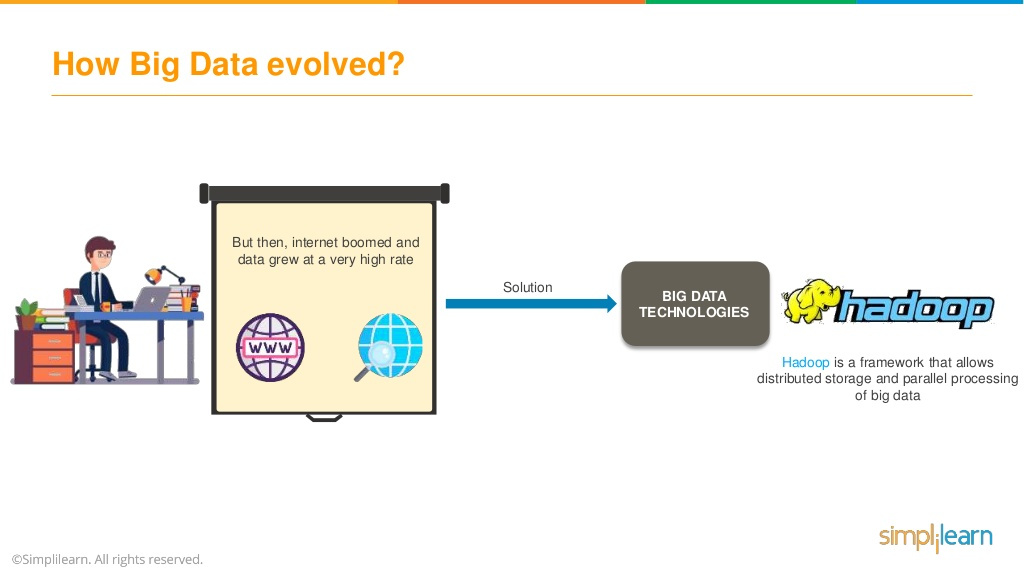 How Big Data evolved?
But then, internet boomed and
data grew at a very high rate
WWW
Solution
BIG DATA
TECHNOLOGIES
hadoop
Hadoop is a framework that allows
distributed storage and parallel processing
of big data
simplilearn
©Simplilearn. All rights reserved.